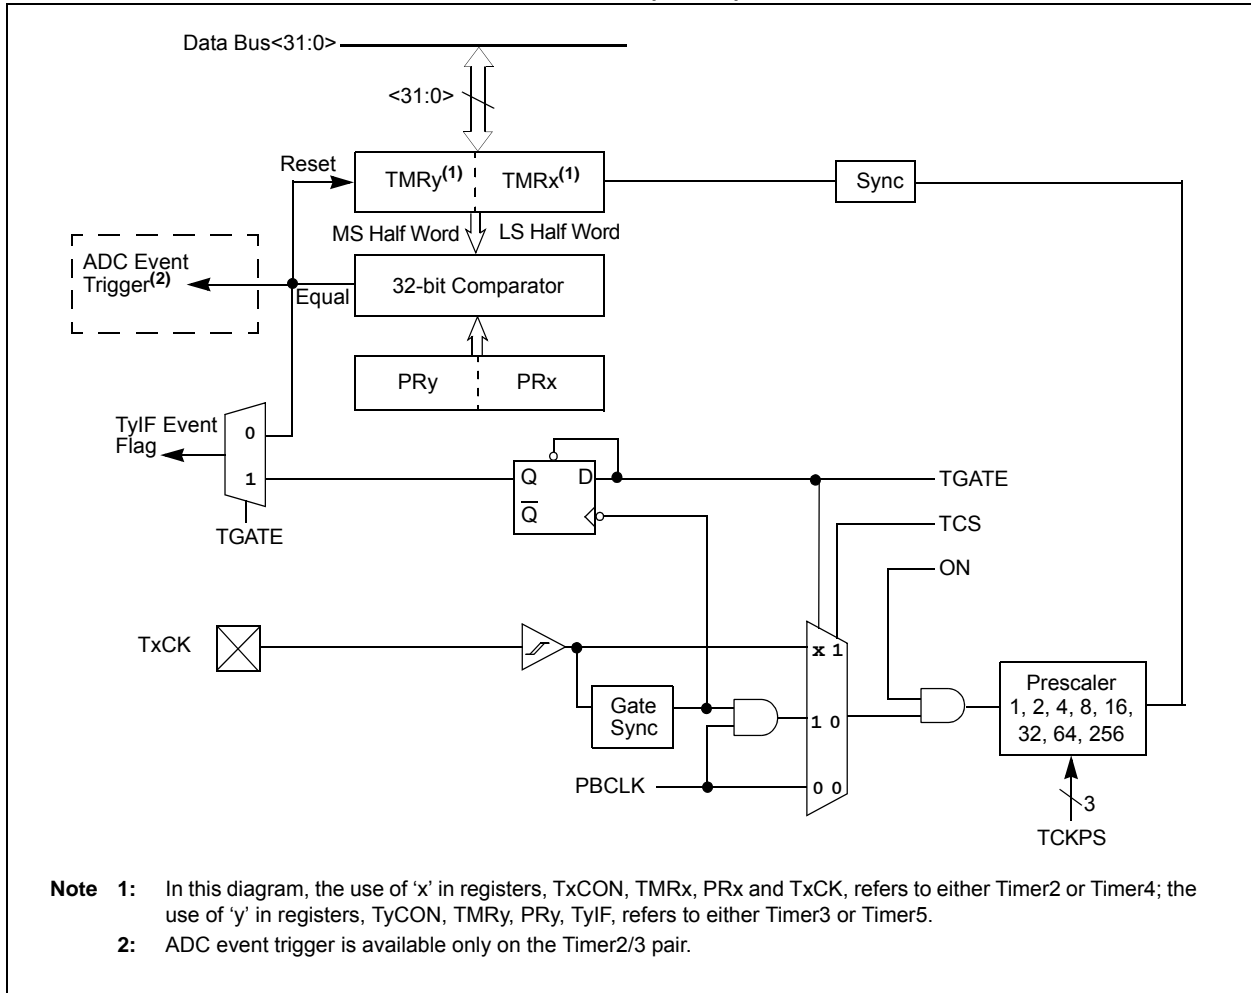 Data Bus<31:0>
<31:0>
Reset
TMRy(1)
TMRx(1)
Sync
MS Half Word
LS Half Word
ADC Event
Trigger(2)
Equal
32-bit Comparator
PRy
PRx
TyIF Event
Flag
0
1
TGATE
Q
D
Q
TGATE
TCS
ON
TxCK
x 1
Gate
Sync
1 0
Prescaler
1, 2, 4, 8, 16,
32, 64, 256
PBCLK
0 0
3
TCKPS
Note 1: In this diagram, the use of ‘x’ in registers, TxCON, TMRx, PRx and TxCK, refers to either Timer2 or Timer4; the
use of ‘y’ in registers, TyCON, TMRy, PRy, TyIF, refers to either Timer3 or Timer5.
2: ADC event trigger is available only on the Timer2/3 pair.